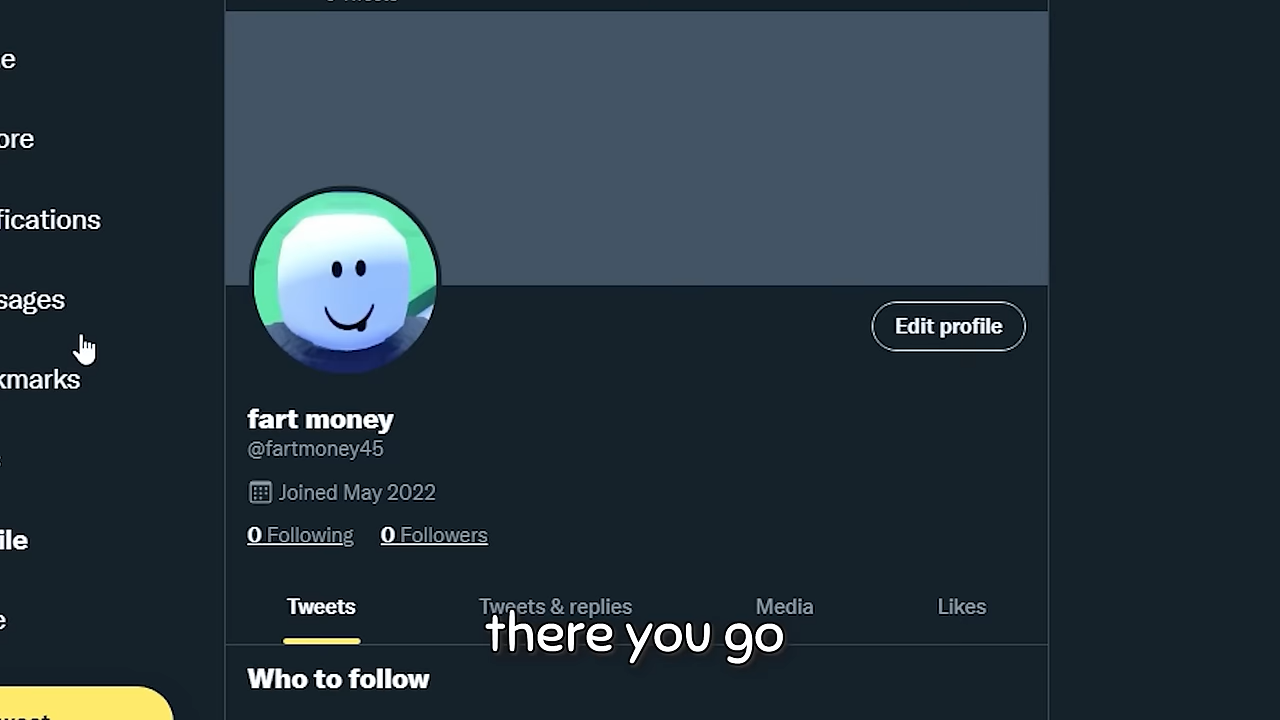 e
ore
fications
sages
kmarks
ile
e
Edit profile
fart money
@fartmoney45
Joined May 2022
0 Following 0 Followers
Tweets Tweets & replies Media Likes
there you go
Who to follow